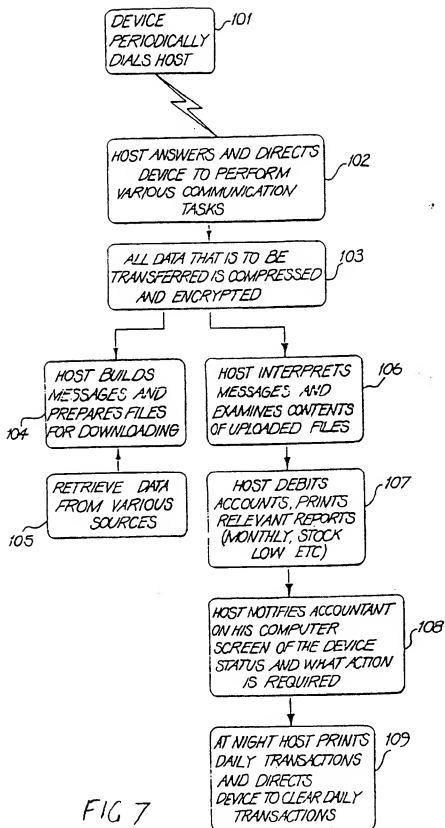 DEVICE
PERIODICALLY
DIALS HOST
101
HOST ANSWERS AND DIRECTS
DEVICE TO PERFORM
VARIOUS COMMUNICATION
TASKS
102
ALL DATA THAT IS TO BE
TRANSFERRED IS COMPRESSED
AND ENCRYPTED
103
HOST BUILDS
MESSAGES AND
PREPARES FILES
FOR DOWNLOADING
104
RETRIEVE DATA
FROM VARIOUS
SOURCES
105
HOST INTERPRETS
MESSAGES AND
EXAMINES CONTENTS
OF UPLOADED FILES
106
HOST DEBITS
ACCOUNTS, PRINTS
RELEVANT REPORTS
(MONTHLY, STOCK
LOW ETC)
107
HOST NOTIFIES ACCOUNTANT
ON HIS COMPUTER
SCREEN OF THE DEVICE
STATUS AND WHAT ACTION
IS REQUIRED
108
AT NIGHT HOST PRINTS
DAILY TRANSACTIONS
AND DIRECTS
DEVICE TO CLEAR DAILY
TRANSACTIONS
109
FIG 7